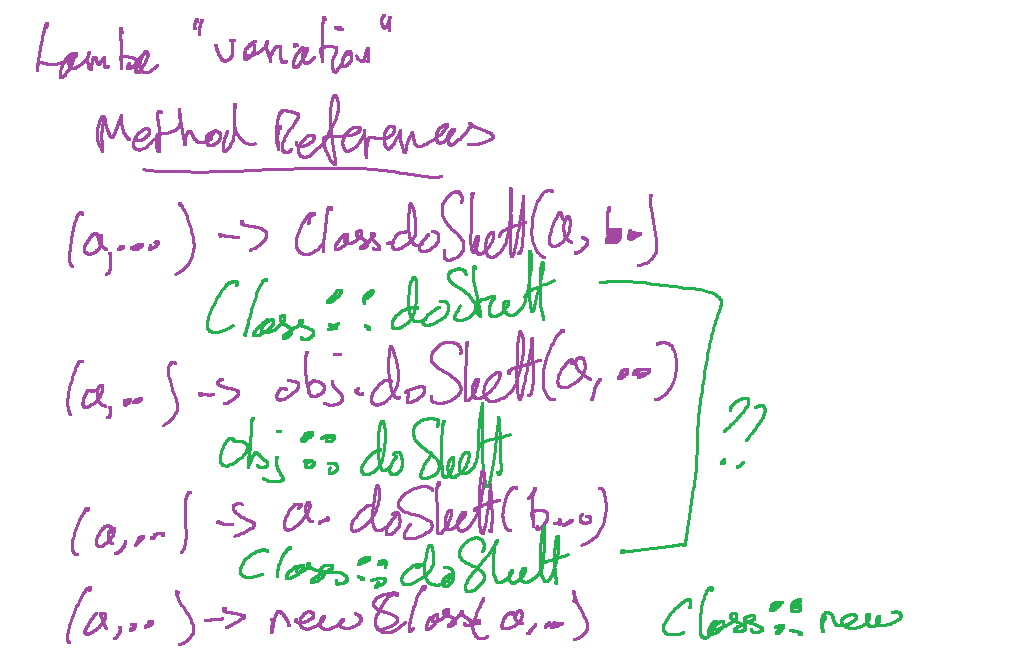 Lambda "variation"
Method References
(a,...) -> Class.doStuff(a, b..)
Class::doStuff
(a,..) -> obj.doStuff(a,...)
obj::doStuff
??
(a,..) -> a.doStuff(b...)
Class::doStuff
(a,..) -> new Class(a,..) Class::new